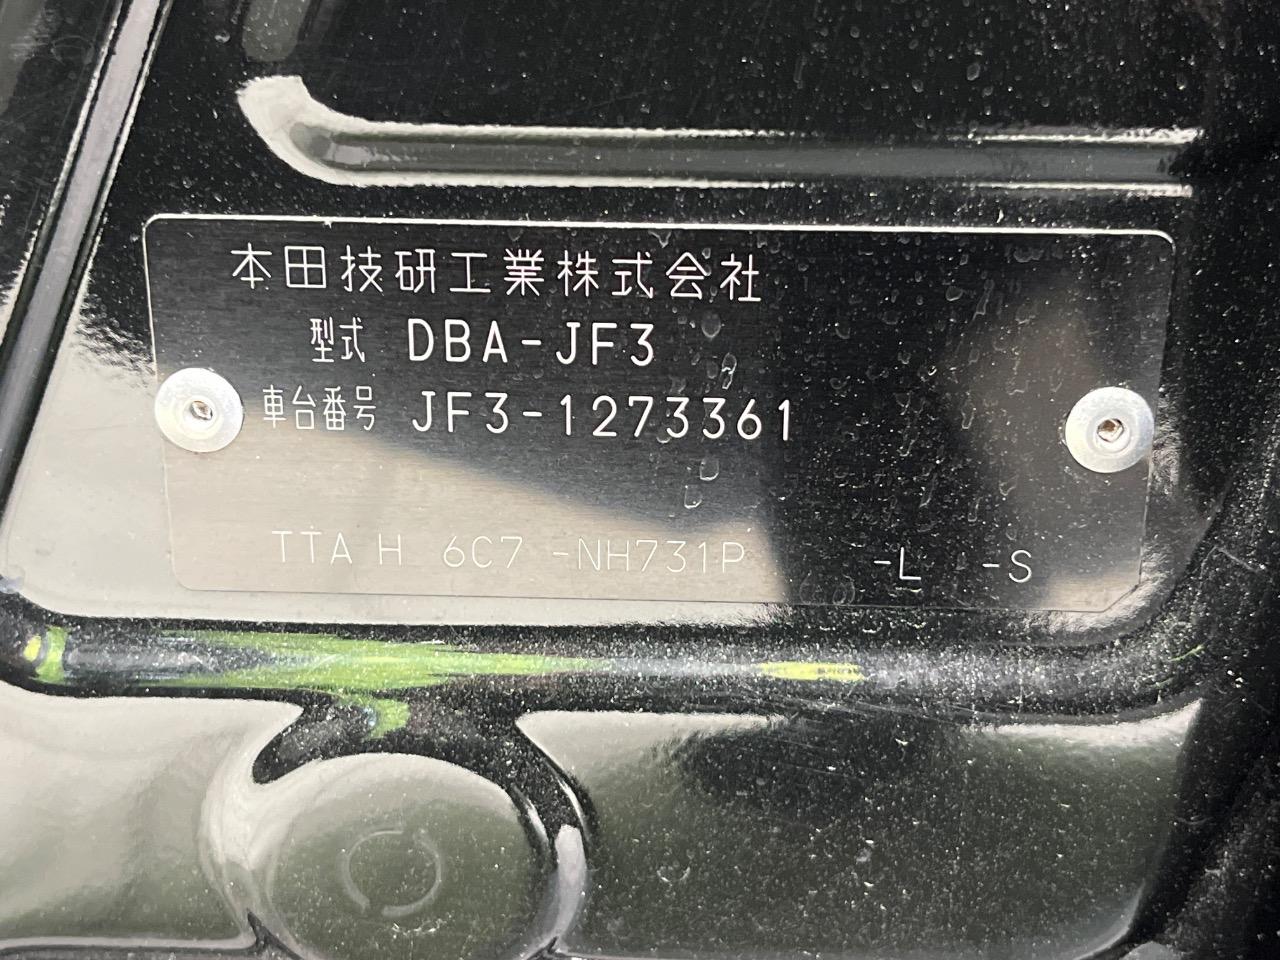 本田技研工業株式会社
型式 DBA-JF3
車台番号 JF3-1273361
TTA H 6C7 -NH731P -L -S